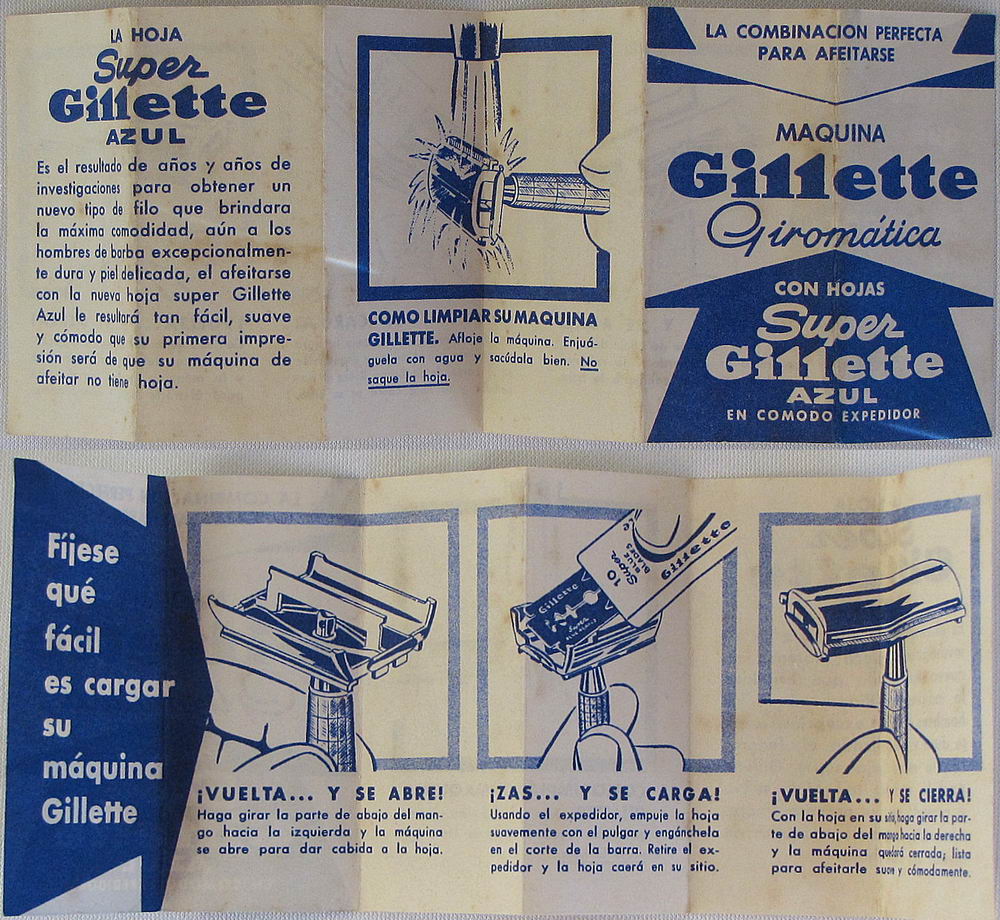 LA HOJA
Super
Gillette
AZUL
Es el resultado de años y años de
investigaciones para obtener un
nuevo tipo de filo que brindara
la máxima comodidad, aún a los
hombres de barba excepcionalmen-
te dura y piel delicada, el afeitarse
con la nueva hoja super Gillette
Azul le resultará tan fácil, suave
y cómodo que su primera impre-
sión será de que su máquina de
afeitar no tiene hoja.
COMO LIMPIAR SU MAQUINA
GILLETTE. Afloje la máquina. Enjuá-
guela con agua y sacúdala bien. No
saque la hoja.
LA COMBINACION PERFECTA
PARA AFEITARSE
MAQUINA
Gillette
Giromática
CON HOJAS
Super
Gillette
AZUL
EN COMODO EXPEDIDOR
Fíjese
qué
fácil
es cargar
su
máquina
Gillette
¡VUELTA... Y SE ABRE!
Haga girar la parte de abajo del man-
go hacia la izquierda y la máquina
se abre para dar cabida a la hoja.
10
Super
BLUE
BLADES
Gillette
Gillette
Super
¡ZAS... Y SE CARGA!
Usando el expedidor, empuje la hoja
suavemente con el pulgar y engánchela
en el corte de la barra. Retire el ex-
pedidor y la hoja caerá en su sitio.
¡VUELTA... Y SE CIERRA!
Con la hoja en su sitio, haga girar la par-
te de abajo del mango hacia la derecha
y la máquina quedará cerrada; lista
para afeitarle suave y cómodamente.